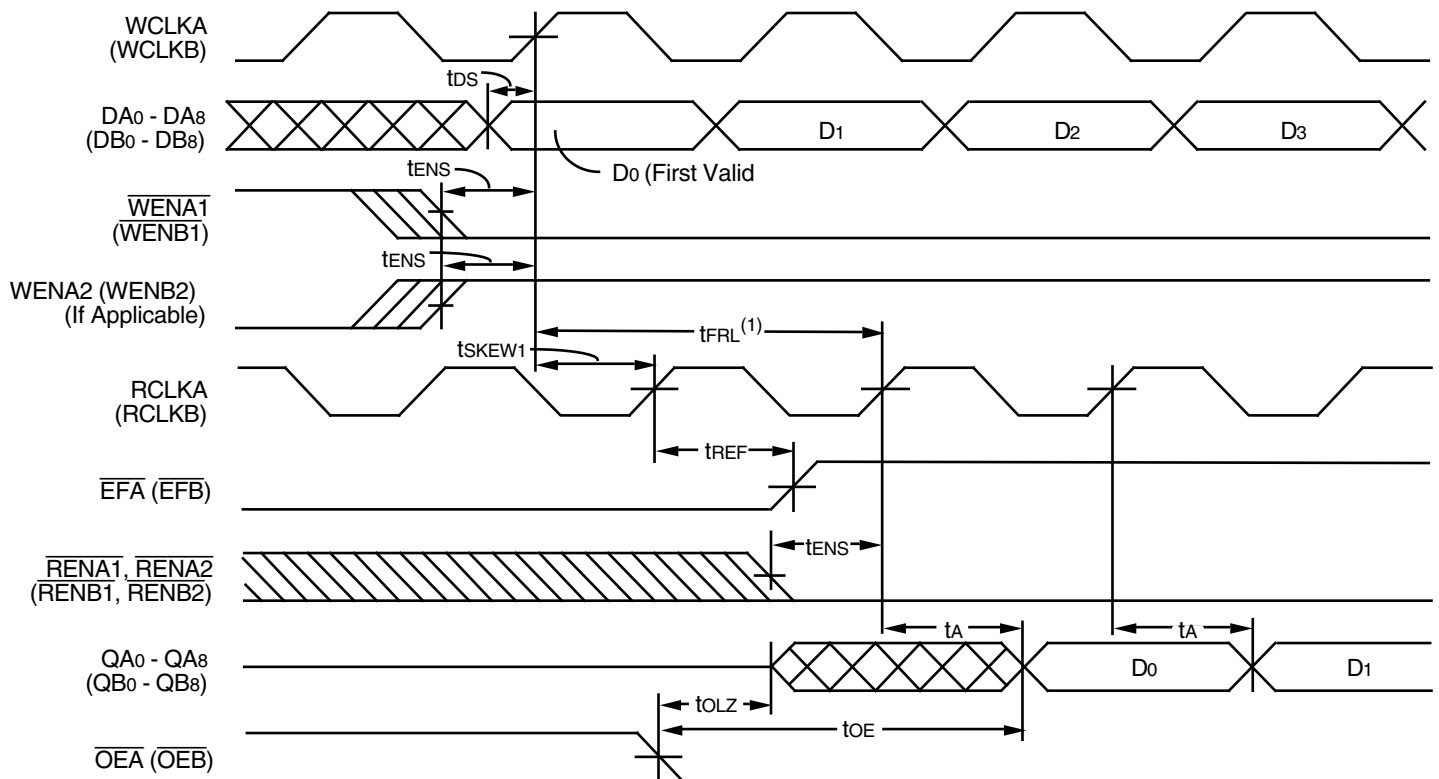 WCLKA
(WCLKB)
tDS
DA0 - DA8
(DB0 - DB8)
D1
D2
D3
D0 (First Valid
tENS
WENA1
(WENB1)
tENS
WENA2 (WENB2)
(If Applicable)
tFRL(1)
tSKEW1
RCLKA
(RCLKB)
tREF
EFA (EFB)
tENS
RENA1, RENA2
(RENB1, RENB2)
tA
tA
QA0 - QA8
(QB0 - QB8)
D0
D1
tOLZ
tOE
OEA (OEB)